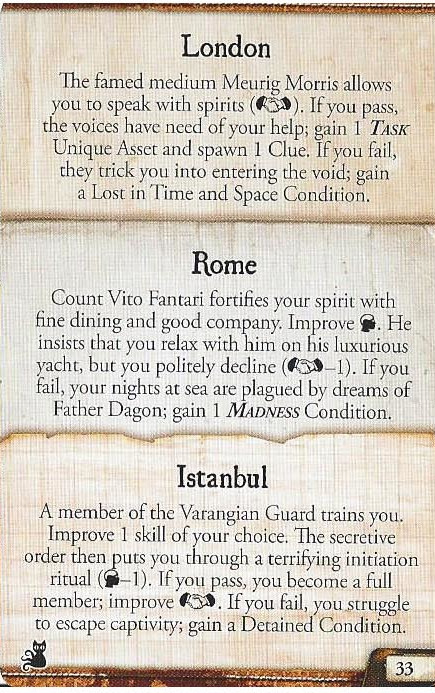 London
The famed medium Meurig Morris allows
you to speak with spirits ( ). If you pass,
the voices have need of your help; gain 1 TASK
Unique Asset and spawn 1 Clue. If you fail,
they trick you into entering the void; gain
a Lost in Time and Space Condition.
Rome
Count Vito Fantari fortifies your spirit with
fine dining and good company. Improve . He
insists that you relax with him on his luxurious
yacht, but you politely decline ( –1). If you
fail, your nights at sea are plagued by dreams of
Father Dagon; gain 1 MADNESS Condition.
Istanbul
A member of the Varangian Guard trains you.
Improve 1 skill of your choice. The secretive
order then puts you through a terrifying initiation
ritual ( –1). If you pass, you become a full
member; improve . If you fail, you struggle
to escape captivity; gain a Detained Condition.
33